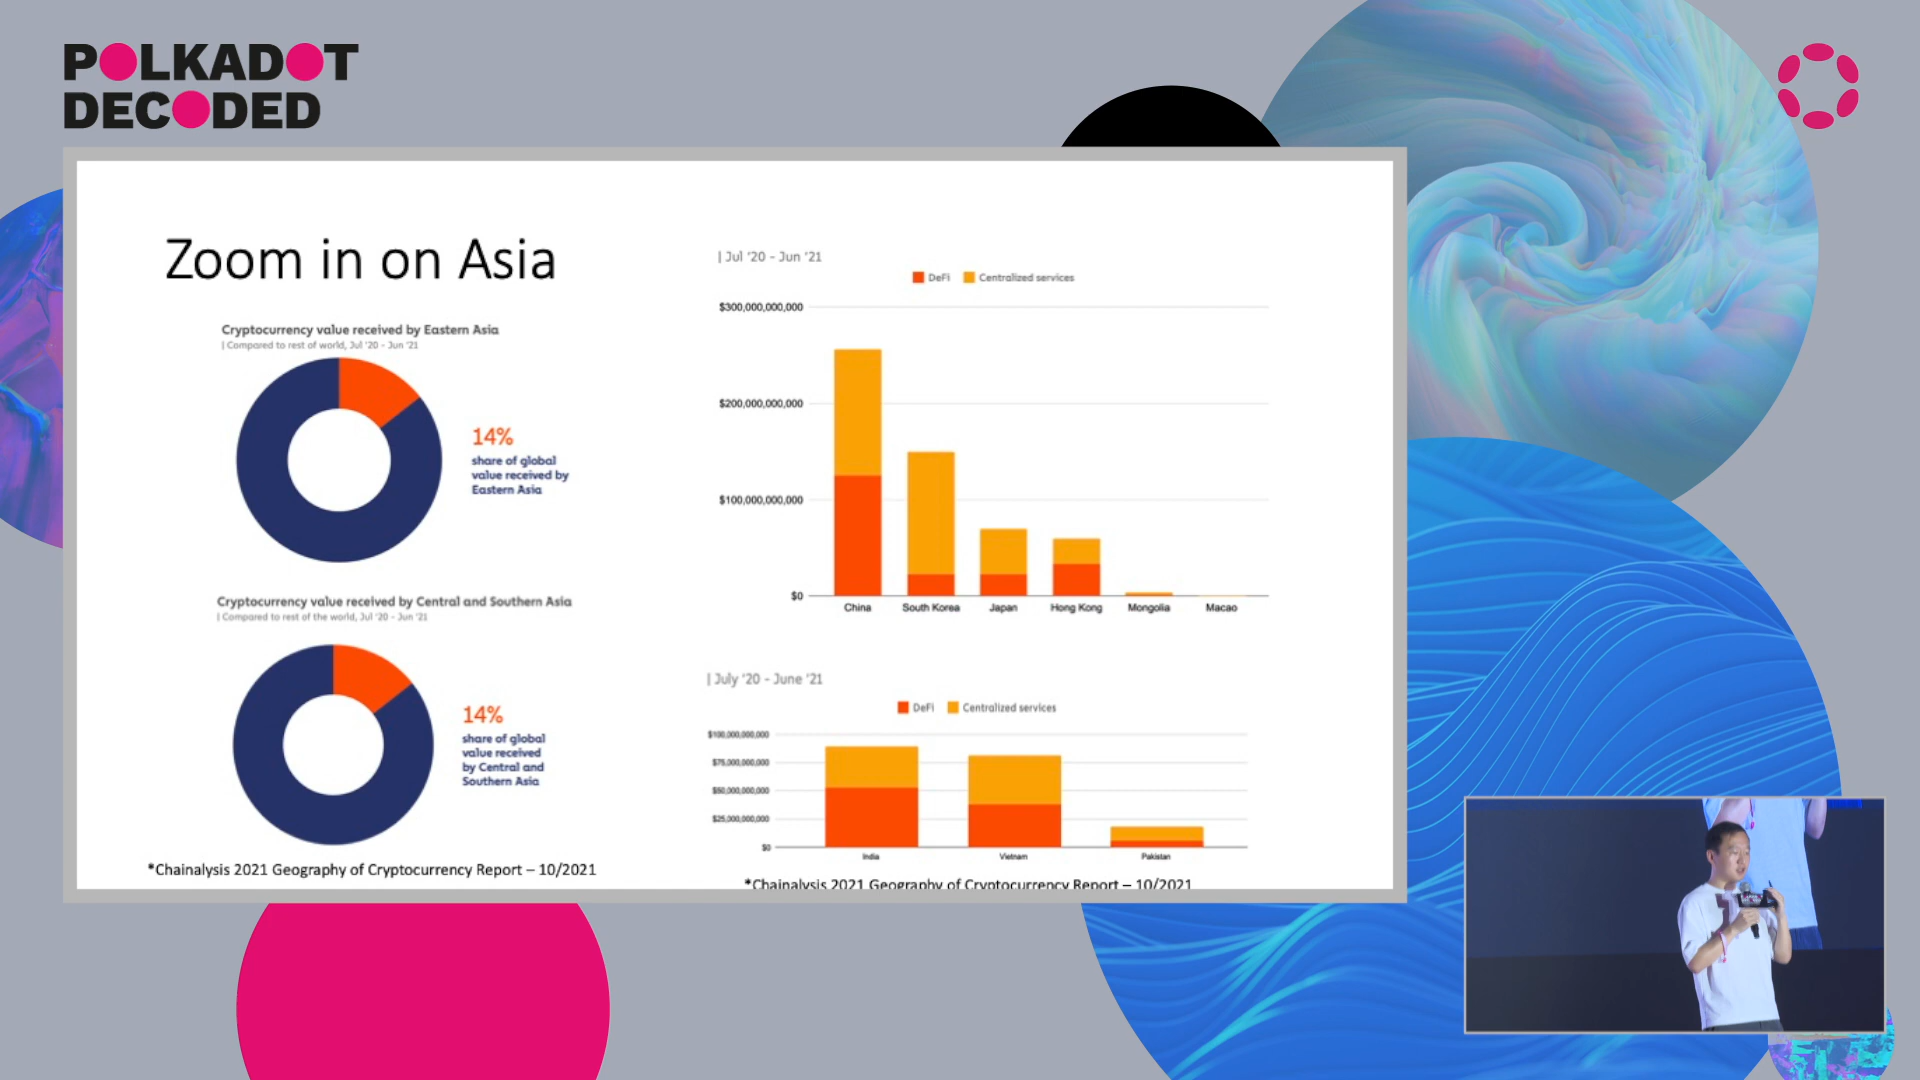 POLKADOT
DECODED
Zoom in on Asia
Cryptocurrency value received by Eastern Asia
| Compared to rest of world, Jul '20 - Jun '21
14%
share of global
value received by
Eastern Asia
Cryptocurrency value received by Central and Southern Asia
| Compared to rest of the world, Jul '20 - Jun '21
14%
share of global
value received
by Central and
Southern Asia
*Chainalysis 2021 Geography of Cryptocurrency Report – 10/2021
| Jul '20 - Jun '21
DeFi Centralized services
$300,000,000,000
$200,000,000,000
$100,000,000,000
$0
China South Korea Japan Hong Kong Mongolia Macao
| July '20 - June '21
DeFi Centralized services
$100,000,000,000
$75,000,000,000
$50,000,000,000
$25,000,000,000
$0
India Vietnam Pakistan
*Chainalysis 2021 Geography of Cryptocurrency Report – 10/2021